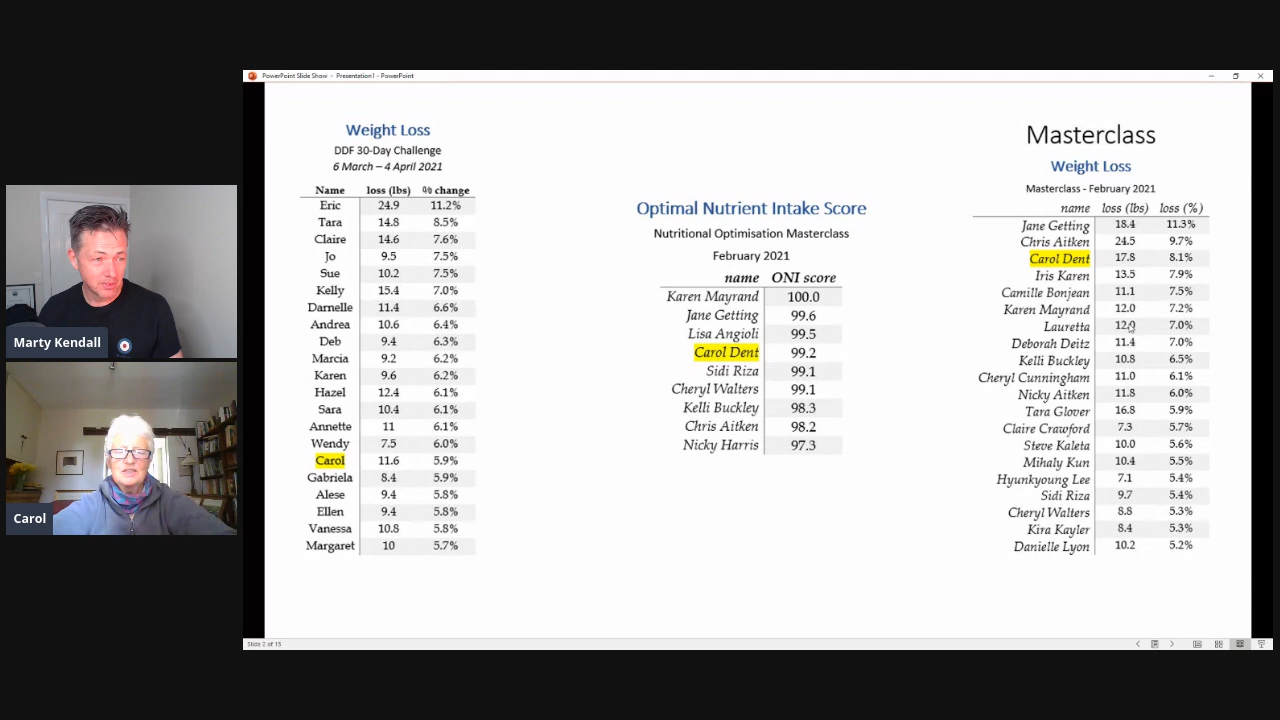 PowerPoint Slide Show - Presentation1 - PowerPoint
Marty Kendall
Carol
Weight Loss
DDF 30-Day Challenge
6 March – 4 April 2021
Name loss (lbs) % change
Eric 24.9 11.2%
Tara 14.8 8.5%
Claire 14.6 7.6%
Jo 9.5 7.5%
Sue 10.2 7.5%
Kelly 15.4 7.0%
Darnelle 11.4 6.6%
Andrea 10.6 6.4%
Deb 9.4 6.3%
Marcia 9.2 6.2%
Karen 9.6 6.2%
Hazel 12.4 6.1%
Sara 10.4 6.1%
Annette 11 6.1%
Wendy 7.5 6.0%
Carol 11.6 5.9%
Gabriela 8.4 5.9%
Alese 9.4 5.8%
Ellen 9.4 5.8%
Vanessa 10.8 5.8%
Margaret 10 5.7%
Optimal Nutrient Intake Score
Nutritional Optimisation Masterclass
February 2021
name ONI score
Karen Mayrand 100.0
Jane Getting 99.6
Lisa Angioli 99.5
Carol Dent 99.2
Sidi Riza 99.1
Cheryl Walters 99.1
Kelli Buckley 98.3
Chris Aitken 98.2
Nicky Harris 97.3
Masterclass
Weight Loss
Masterclass - February 2021
name loss (lbs) loss (%)
Jane Getting 18.4 11.3%
Chris Aitken 24.5 9.7%
Carol Dent 17.8 8.1%
Iris Karen 13.5 7.9%
Camille Bonjean 11.1 7.5%
Karen Mayrand 12.0 7.2%
Lauretta 12.0 7.0%
Deborah Deitz 11.4 7.0%
Kelli Buckley 10.8 6.5%
Cheryl Cunningham 11.0 6.1%
Nicky Aitken 11.8 6.0%
Tara Glover 16.8 5.9%
Claire Crawford 7.3 5.7%
Steve Kaleta 10.0 5.6%
Mihaly Kun 10.4 5.5%
Hyunkyoung Lee 7.1 5.4%
Sidi Riza 9.7 5.4%
Cheryl Walters 8.8 5.3%
Kira Kayler 8.4 5.3%
Danielle Lyon 10.2 5.2%
Slide 2 of 15